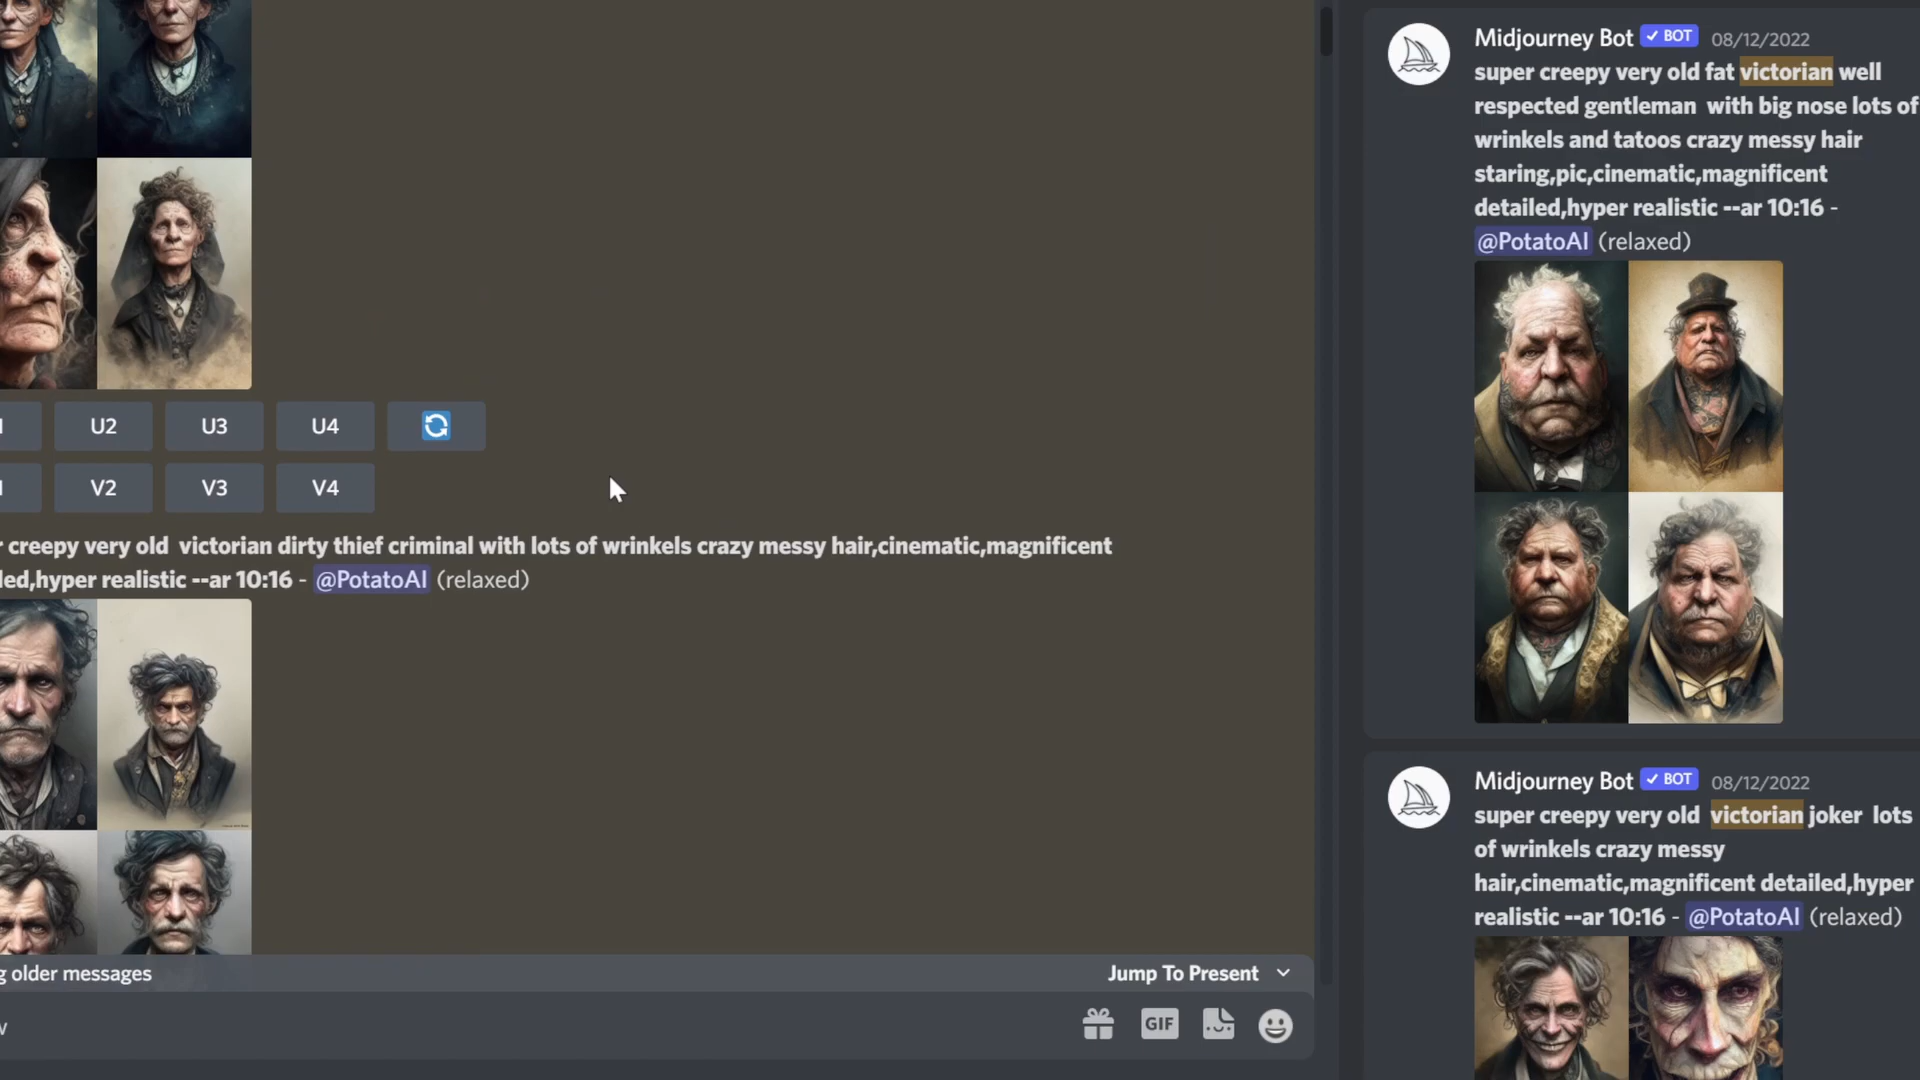 U2
U3
U4
V2
V3
V4
creepy very old victorian dirty thief criminal with lots of wrinkels crazy messy hair,cinematic,magnificent
led,hyper realistic --ar 10:16 - @PotatoAI (relaxed)
older messages
Jump To Present
GIF
Midjourney Bot ✓ BOT 08/12/2022
super creepy very old fat victorian well
respected gentleman with big nose lots of
wrinkels and tatoos crazy messy hair
staring,pic,cinematic,magnificent
detailed,hyper realistic --ar 10:16 -
@PotatoAI (relaxed)
Midjourney Bot ✓ BOT 08/12/2022
super creepy very old victorian joker lots
of wrinkels crazy messy
hair,cinematic,magnificent detailed,hyper
realistic --ar 10:16 - @PotatoAI (relaxed)